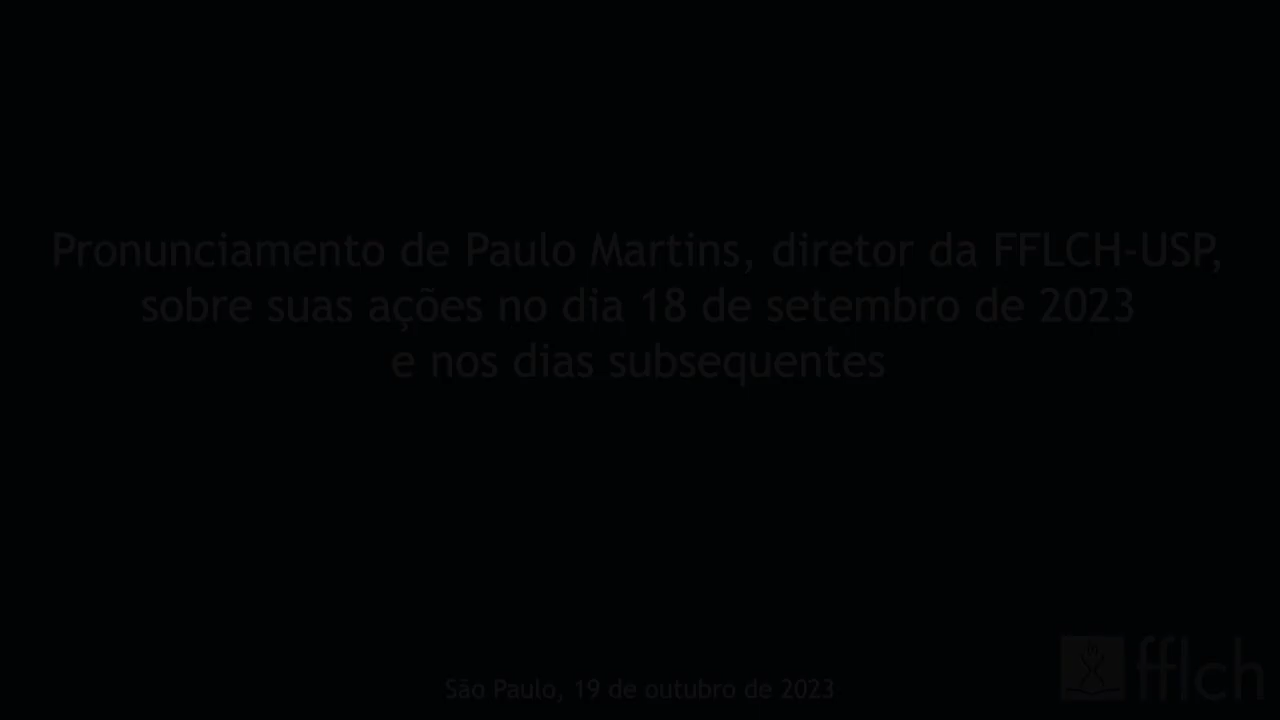 Pronunciamento de Paulo Martins, diretor da FFLCH-USP,
sobre suas ações no dia 18 de setembro de 2023
e nos dias subsequentes
São Paulo, 19 de outubro de 2023
fflch